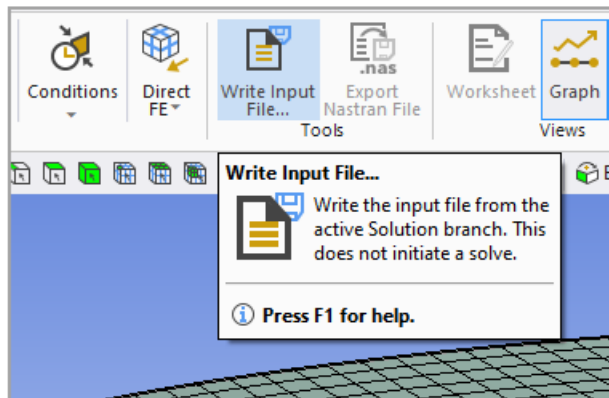 Conditions
Direct
FE
Write Input
File...
.nas
Export
Nastran File
Worksheet
Graph
Tools
Views
Write Input File...
Write the input file from the
active Solution branch. This
does not initiate a solve.
Press F1 for help.